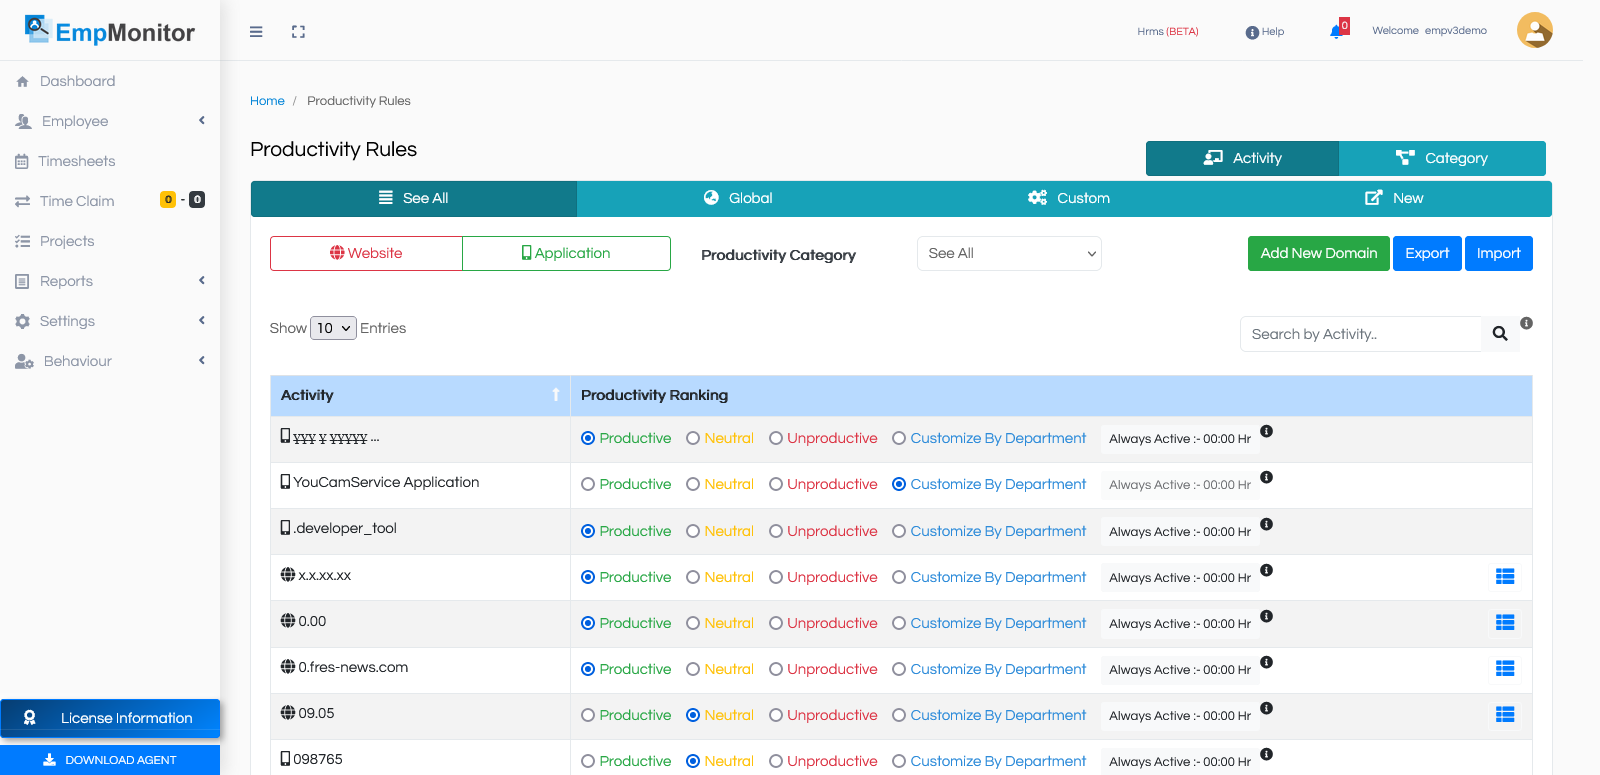 EmpMonitor
Hrms (BETA)
Help
0
Welcome empv3demo
Dashboard
Employee
Timesheets
Time Claim 0 - 0
Projects
Reports
Settings
Behaviour
License Information
DOWNLOAD AGENT
Home / Productivity Rules
Productivity Rules
Activity Category
See All Global Custom New
Website Application Productivity Category See All Add New Domain Export Import
Show 10 Entries Search by Activity..
Activity Productivity Ranking
ɏɏɏ ɏ ɏɏɏɏɏ ... Productive Neutral Unproductive Customize By Department Always Active :- 00:00 Hr
YouCamService Application Productive Neutral Unproductive Customize By Department Always Active :- 00:00 Hr
.developer_tool Productive Neutral Unproductive Customize By Department Always Active :- 00:00 Hr
x.x.xx.xx Productive Neutral Unproductive Customize By Department Always Active :- 00:00 Hr
0.00 Productive Neutral Unproductive Customize By Department Always Active :- 00:00 Hr
0.fres-news.com Productive Neutral Unproductive Customize By Department Always Active :- 00:00 Hr
09.05 Productive Neutral Unproductive Customize By Department Always Active :- 00:00 Hr
098765 Productive Neutral Unproductive Customize By Department Always Active :- 00:00 Hr